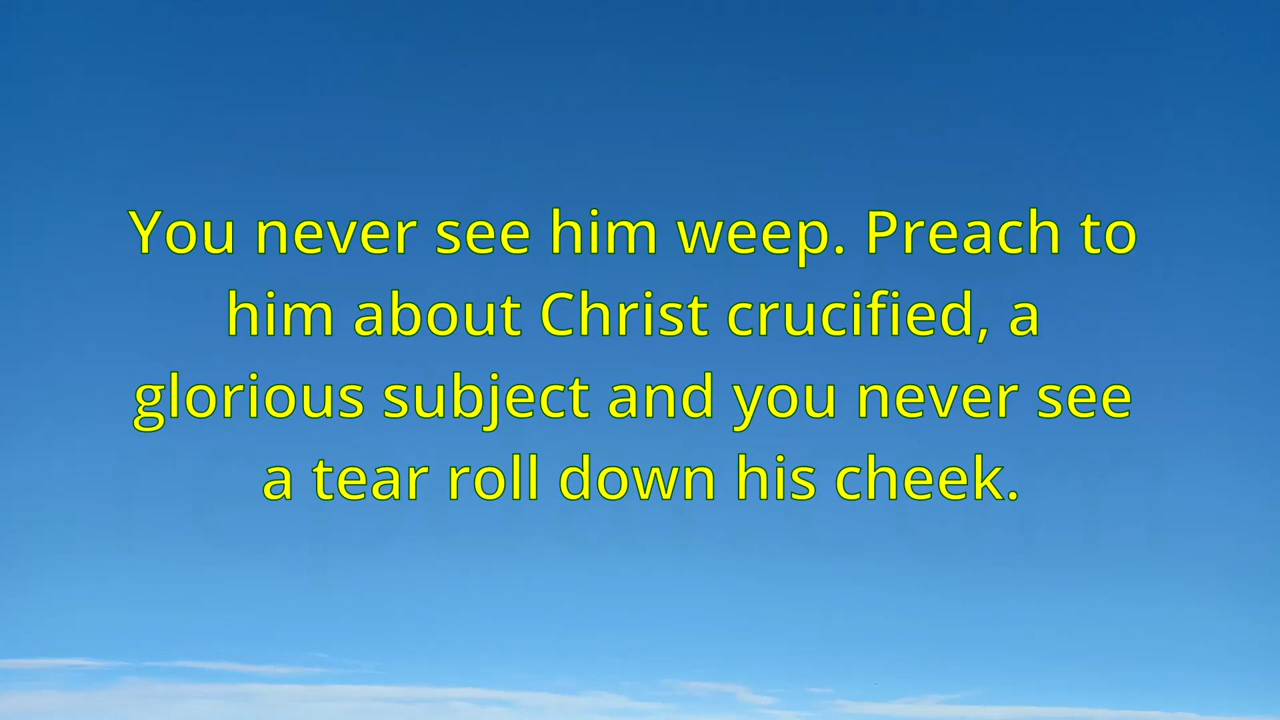 You never see him weep. Preach to
him about Christ crucified, a
glorious subject and you never see
a tear roll down his cheek.